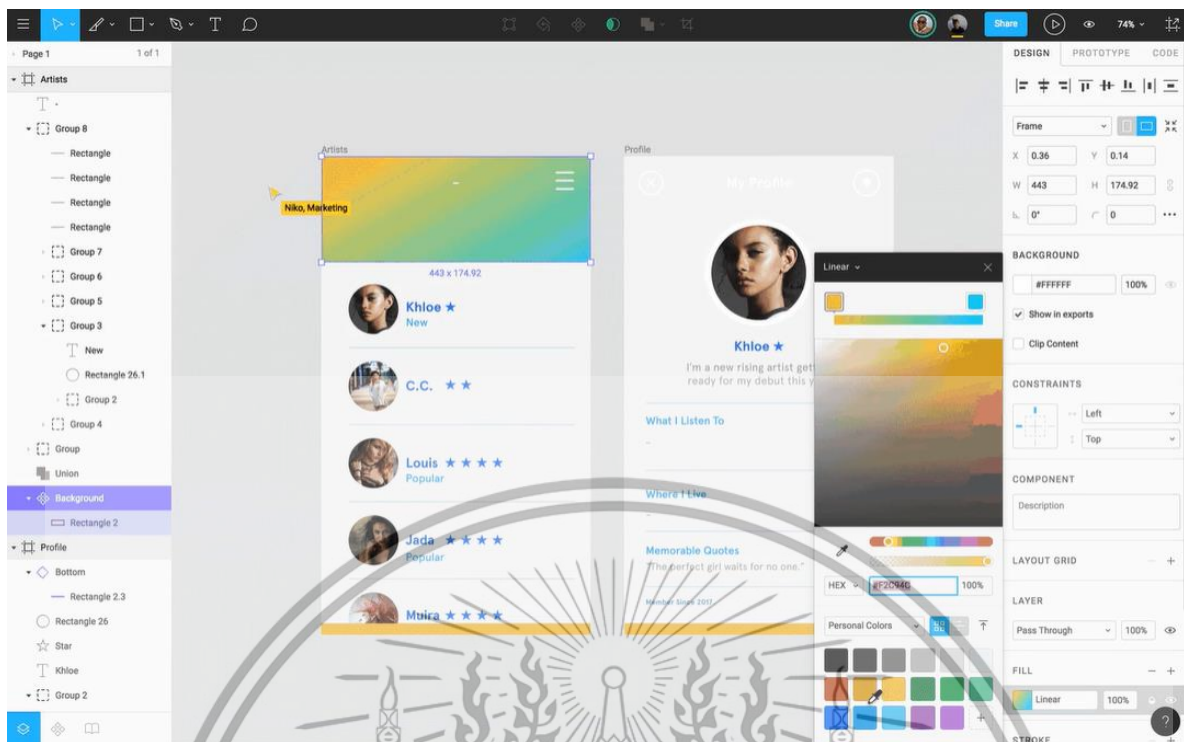 Share
74%
Page 1
1 of 1
Artists
Group 8
Rectangle
Rectangle
Rectangle
Rectangle
Group 7
Group 6
Group 5
Group 3
New
Rectangle 26.1
Group 2
Group 4
Group
Union
Background
Rectangle 2
Profile
Bottom
Rectangle 2.3
Rectangle 26
Star
Khloe
Group 2
Artists
Niko, Marketing
443 x 174.92
Khloe ★
New
C.C. ★ ★
Louis ★ ★ ★ ★
Popular
Jada ★ ★ ★ ★
Popular
Muira ★ ★ ★ ★
Profile
My Profile
Khloe ★
I'm a new rising artist get
ready for my debut this y
What I Listen To
Where I Live
Memorable Quotes
"The perfect girl waits for no one."
Member Since 2017
Linear
HEX #F2C94C 100%
Personal Colors
DESIGN PROTOTYPE CODE
Frame
X 0.36 Y 0.14
W 443 H 174.92
0° 0
BACKGROUND
#FFFFFF 100%
Show in exports
Clip Content
CONSTRAINTS
Left
Top
COMPONENT
Description
LAYOUT GRID
LAYER
Pass Through 100%
FILL
Linear 100%
?
STROKE